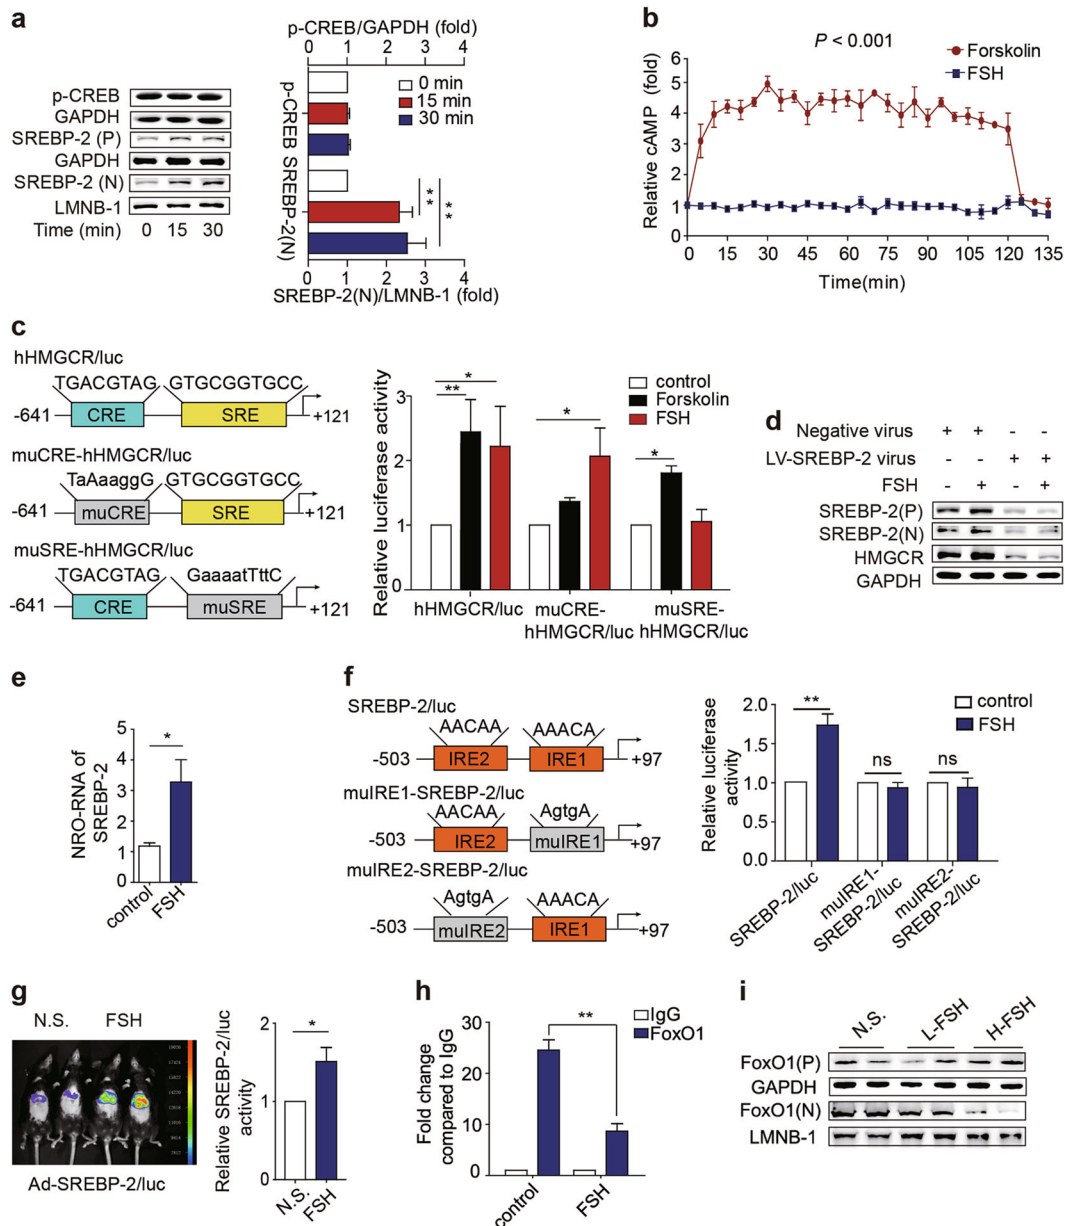 a
p-CREB/GAPDH (fold)
0 1 2 3 4
p-CREB
GAPDH
SREBP-2 (P)
GAPDH
SREBP-2 (N)
LMNB-1
Time (min) 0 15 30
p-CREB SREBP-2(N)
0 min
15 min
30 min
**
**
0 1 2 3 4
SREBP-2(N)/LMNB-1 (fold)
b
P < 0.001
Forskolin
FSH
Relative cAMP (fold)
6
5
4
3
2
1
0
0 15 30 45 60 75 90 105 120 135
Time(min)
c
hHMGCR/luc
TGACGTAG GTGCGGTGCC
-641 CRE SRE +121
muCRE-hHMGCR/luc
TaAaaggG GTGCGGTGCC
-641 muCRE SRE +121
muSRE-hHMGCR/luc
TGACGTAG GaaaatTttC
-641 CRE muSRE +121
Relative luciferase activity
3
2
1
0
control
Forskolin
FSH
*
**
*
*
hHMGCR/luc muCRE- muSRE-
hHMGCR/luc hHMGCR/luc
d
Negative virus + + - -
LV-SREBP-2 virus - - + +
FSH - + - +
SREBP-2(P)
SREBP-2(N)
HMGCR
GAPDH
e
NRO-RNA of
SREBP-2
5
4
3
2
1
0
*
control FSH
f
SREBP-2/luc
AACAA AAACA
-503 IRE2 IRE1 +97
muIRE1-SREBP-2/luc
AACAA AgtgA
-503 IRE2 muIRE1 +97
muIRE2-SREBP-2/luc
AgtgA AAACA
-503 muIRE2 IRE1 +97
Relative luciferase
activity
2.0
1.5
1.0
0.5
0.0
control
FSH
**
ns
ns
SREBP-2/luc
muIRE1-
SREBP-2/luc
muIRE2-
SREBP-2/luc
g
N.S. FSH
Ad-SREBP-2/luc
Relative SREBP-2/luc
activity
2
1
0
*
N.S. FSH
h
Fold change
compared to IgG
30
20
10
0
IgG
FoxO1
**
control FSH
i
N.S. L-FSH H-FSH
FoxO1(P)
GAPDH
FoxO1(N)
LMNB-1